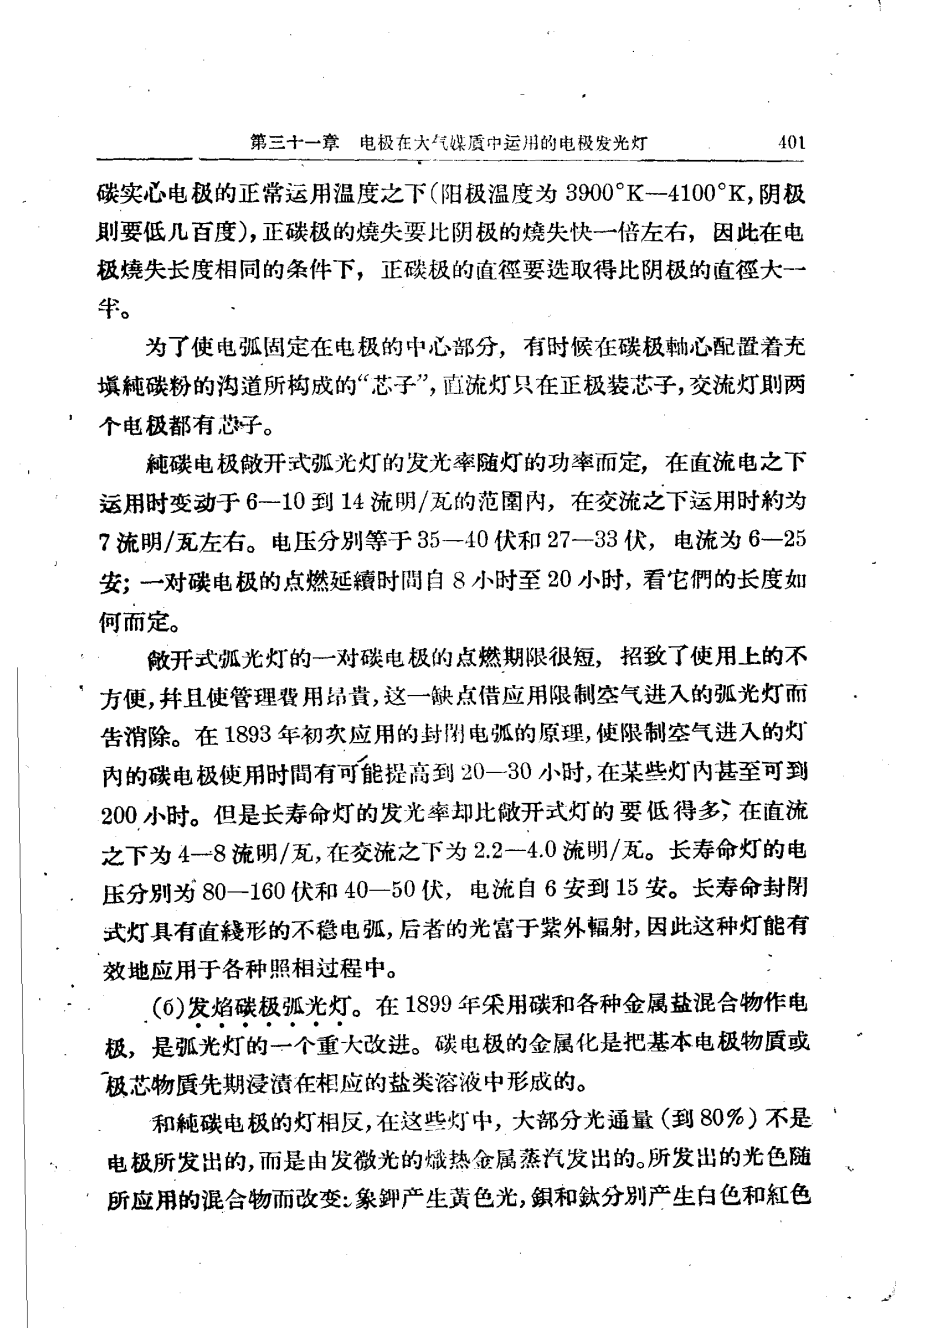 第三十一章 电极在大气媒质中运用的电极发光灯 401
碳实心电极的正常运用温度之下(阳极温度为 3900°K—4100°K,阴极
則要低几百度),正碳极的燒失要比阴极的燒失快一倍左右,因此在电
极燒失长度相同的条件下,正碳极的直徑要选取得比阴极的直徑大一
半。
为了使电弧固定在电极的中心部分,有时候在碳极軸心配置着充
塡純碳粉的沟道所构成的“芯子”,直流灯只在正极装芯子,交流灯則两
个电极都有芯子。
純碳电极敞开式弧光灯的发光率随灯的功率而定,在直流电之下
运用时变动于 6—10 到 14 流明/瓦的范圍內,在交流之下运用时約为
7 流明/瓦左右。电压分別等于 35—40 伏和 27—33 伏,电流为 6—25
安;一对碳电极的点燃延續时間自 8 小时至 20 小时,看它們的长度如
何而定。
敞开式弧光灯的一对碳电极的点燃期限很短,招致了使用上的不
方便,幷且使管理費用昂貴,这一缺点借应用限制空气进入的弧光灯而
告消除。在 1893 年初次应用的封閉电弧的原理,使限制空气进入的灯
內的碳电极使用时間有可能提高到 20—30 小时,在某些灯內甚至可到
200 小时。但是长寿命灯的发光率却比敞开式灯的要低得多,在直流
之下为 4—8 流明/瓦,在交流之下为 2.2—4.0 流明/瓦。长寿命灯的电
压分別为 80—160 伏和 40—50 伏,电流自 6 安到 15 安。长寿命封閉
式灯具有直綫形的不稳电弧,后者的光富于紫外輻射,因此这种灯能有
效地应用于各种照相过程中。
(б)发焰碳极弧光灯。在 1899 年采用碳和各种金属盐混合物作电
极,是弧光灯的一个重大改进。碳电极的金属化是把基本电极物质或
极芯物质先期浸漬在相应的盐类溶液中形成的。
和純碳电极的灯相反,在这些灯中,大部分光通量(到 80%)不是
电极所发出的,而是由发微光的熾热金属蒸汽发出的。所发出的光色随
所应用的混合物而改变:象鉀产生黃色光,鋇和鈦分別产生白色和紅色